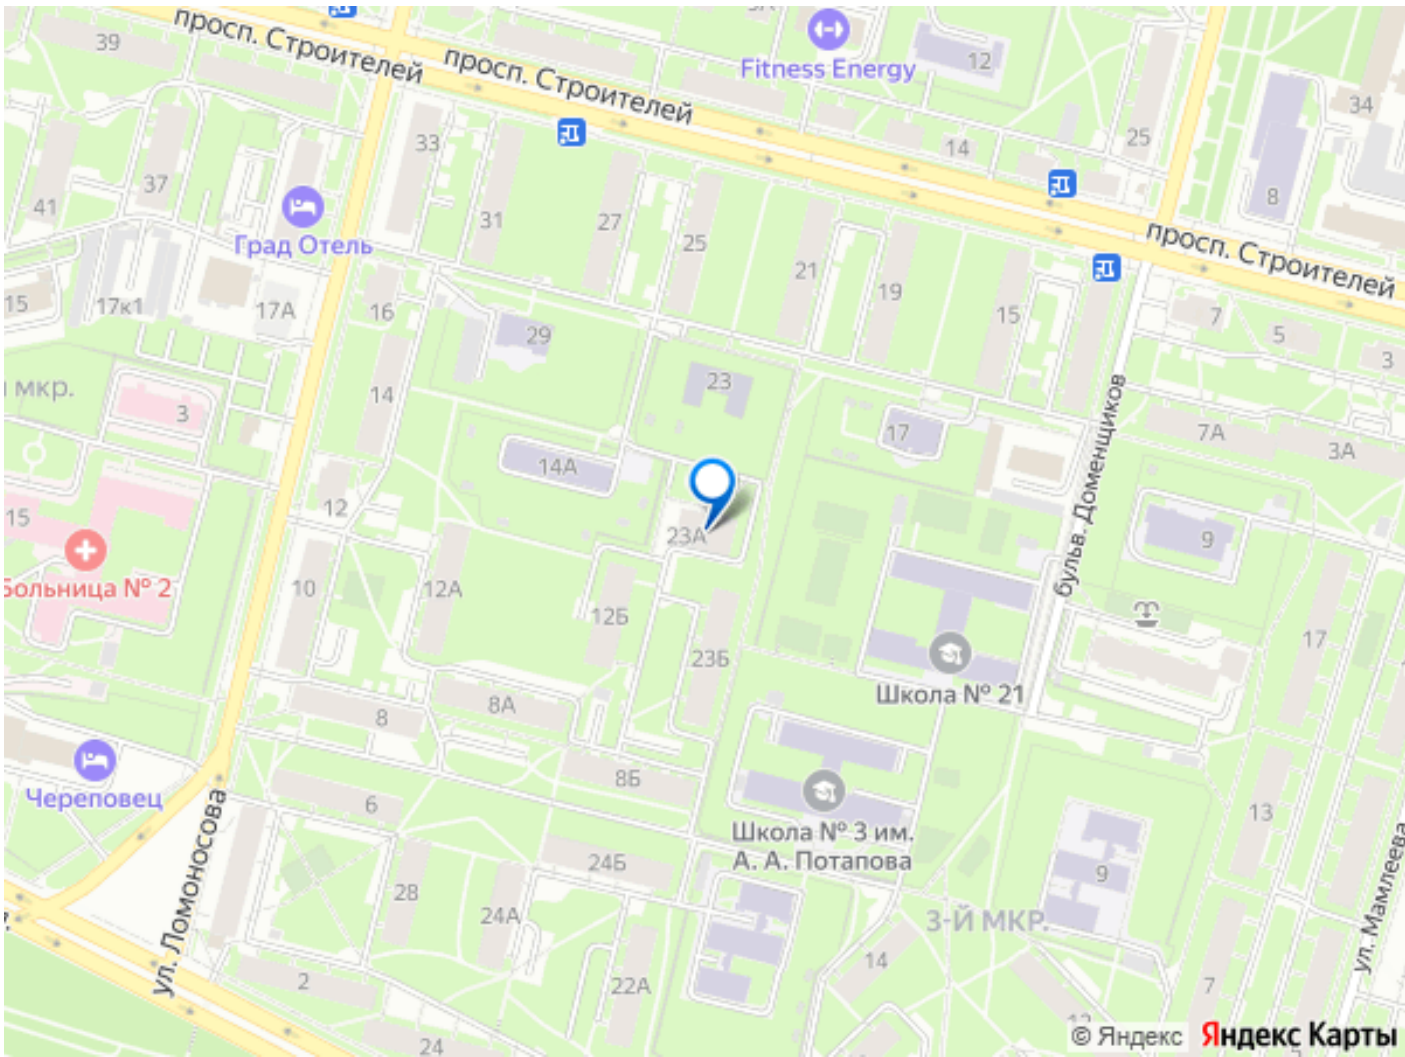 39
просп. Строителей
просп. Строителей
Fitness Energy
12
34
33
14
25
37
41
8
31
27
25
Град Отель
просп. Строителей
21
19
15
17к1
17А
16
15
29
7
5
3
мкр.
3
14
23
17
7А
3А
бульв. Доменщиков
14А
12
15
23А
9
Больница № 2
10
12А
12Б
17
23Б
Школа № 21
8
8А
Череповец
6
8Б
13
ул. Ломоносова
Школа № 3 им.
А. А. Потапова
24Б
9
ул. Мамлеева
2В
24А
3-Й МКР.
14
2
22А
7
24
© Яндекс
Яндекс Карты